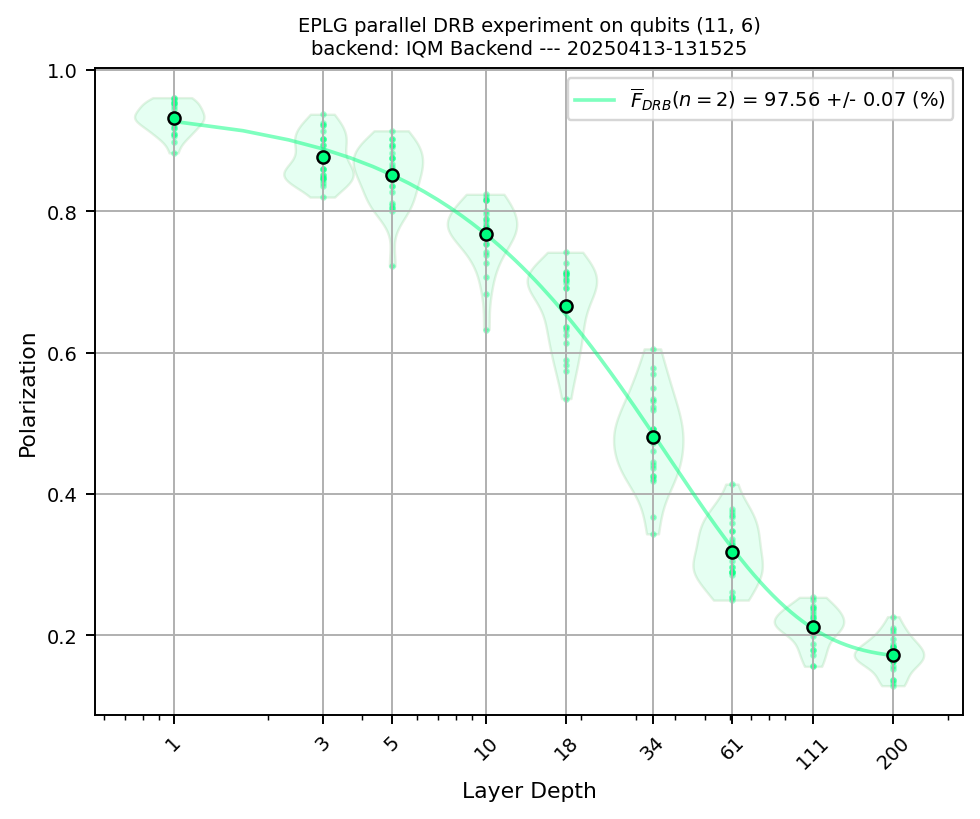 EPLG parallel DRB experiment on qubits (11, 6)
backend: IQM Backend --- 20250413-131525
F̅_DRB(n = 2) = 97.56 +/- 0.07 (%)
1.0
0.8
0.6
0.4
0.2
Polarization
1
3
5
10
18
34
61
111
200
Layer Depth